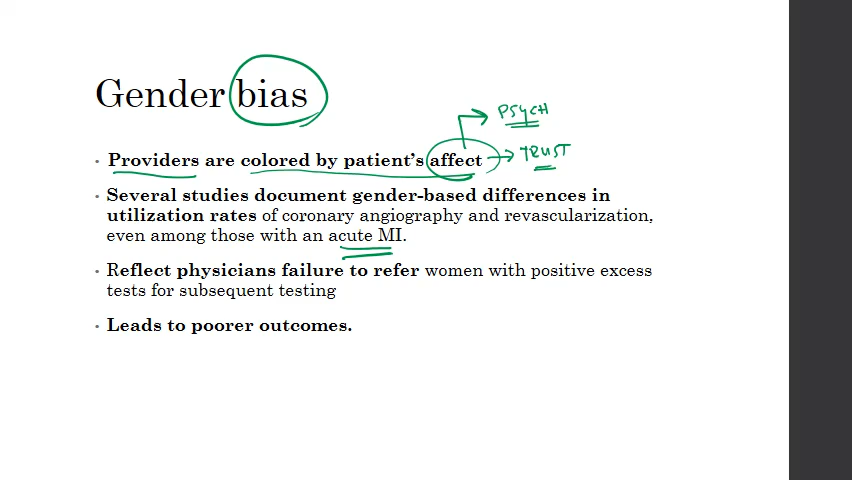 Gender bias
PSYCH
• Providers are colored by patient's affect
TRUST
• Several studies document gender-based differences in
utilization rates of coronary angiography and revascularization,
even among those with an acute MI.
• Reflect physicians failure to refer women with positive excess
tests for subsequent testing
• Leads to poorer outcomes.